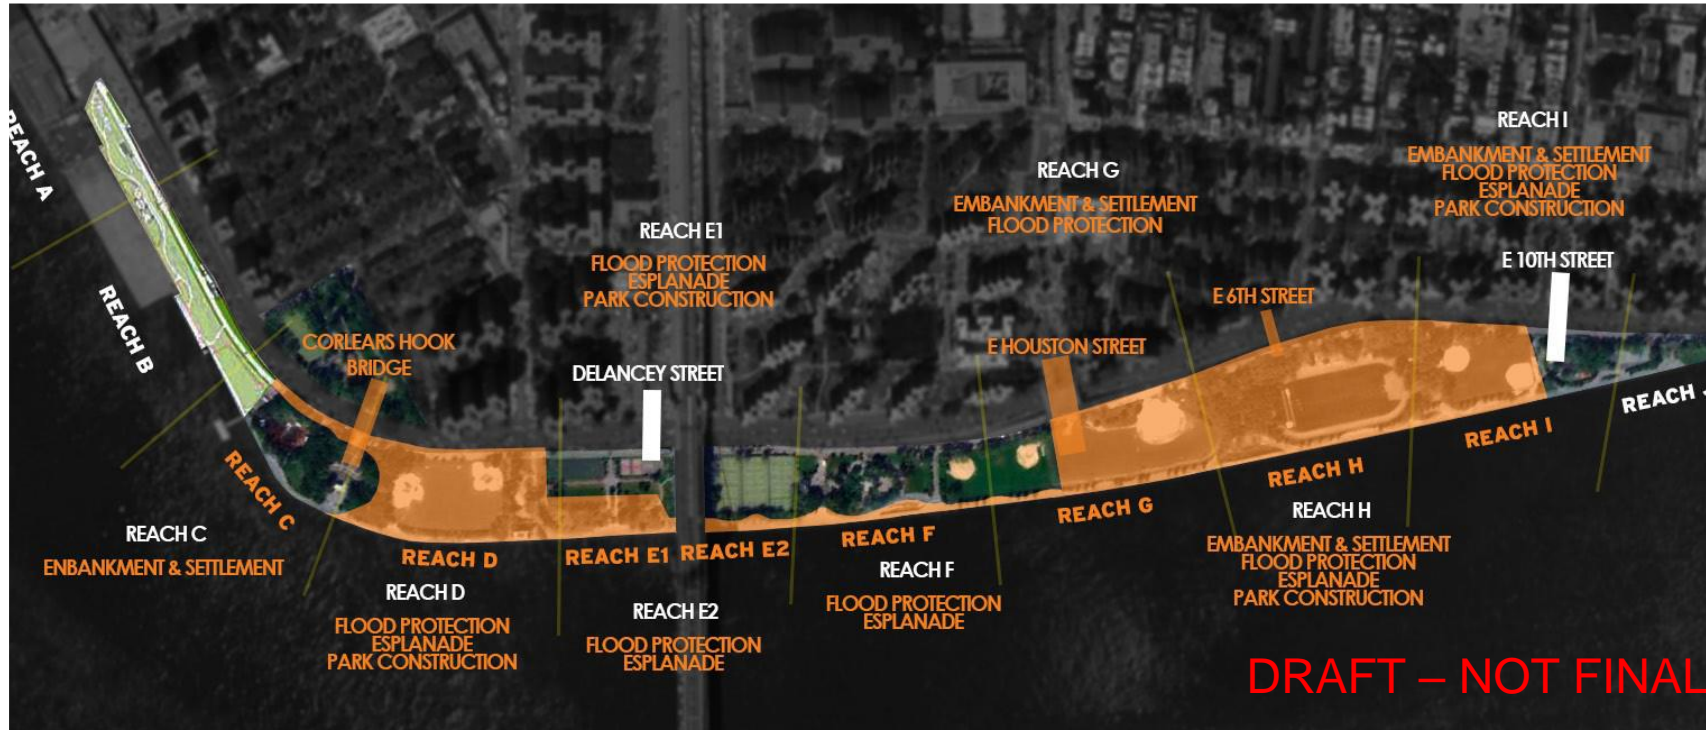 REACH A
REACH B
REACH C
REACH C
ENBANKMENT & SETTLEMENT
CORLEARS HOOK
BRIDGE
REACH D
REACH D
FLOOD PROTECTION
ESPLANADE
PARK CONSTRUCTION
REACH E1
FLOOD PROTECTION
ESPLANADE
PARK CONSTRUCTION
DELANCEY STREET
REACH E1
REACH E2
REACH E2
FLOOD PROTECTION
ESPLANADE
REACH F
REACH F
FLOOD PROTECTION
ESPLANADE
REACH G
EMBANKMENT & SETTLEMENT
FLOOD PROTECTION
E HOUSTON STREET
REACH G
E 6TH STREET
REACH H
REACH H
EMBANKMENT & SETTLEMENT
FLOOD PROTECTION
ESPLANADE
PARK CONSTRUCTION
REACH I
EMBANKMENT & SETTLEMENT
FLOOD PROTECTION
ESPLANADE
PARK CONSTRUCTION
E 10TH STREET
REACH I
REACH
DRAFT – NOT FINAL